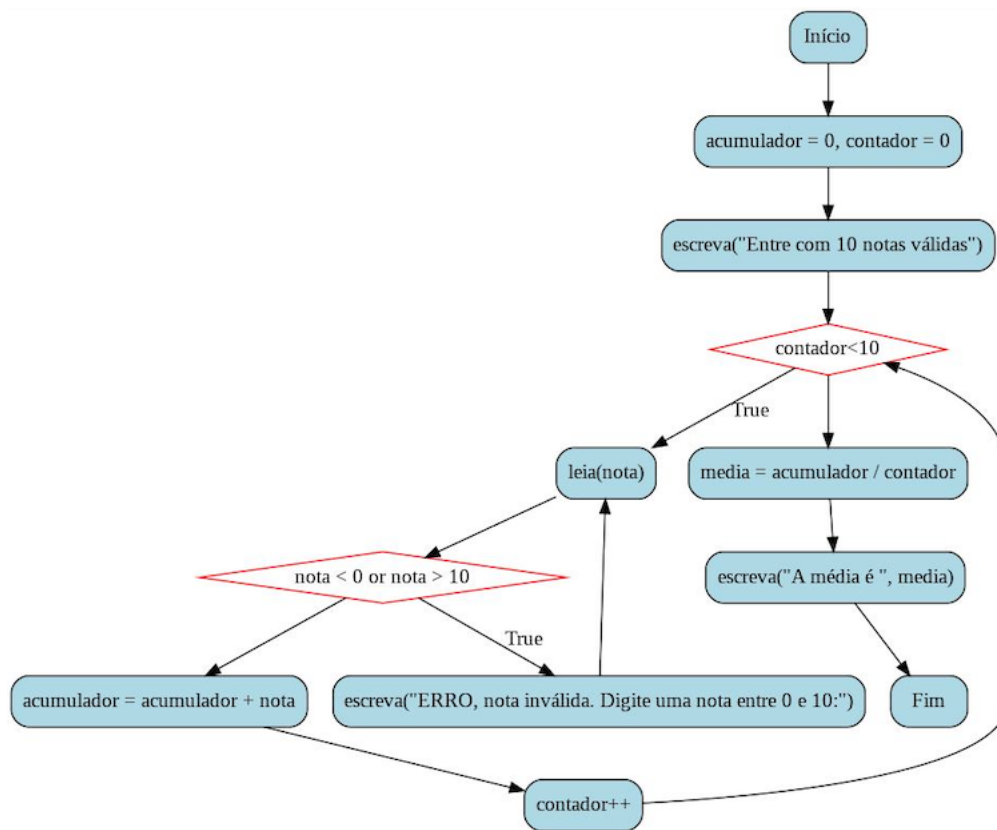 Início
acumulador = 0, contador = 0
escreva("Entre com 10 notas válidas")
contador<10
True
leia(nota)
media = acumulador / contador
nota < 0 or nota > 10
escreva("A média é ", media)
True
acumulador = acumulador + nota
escreva("ERRO, nota inválida. Digite uma nota entre 0 e 10:")
Fim
contador++